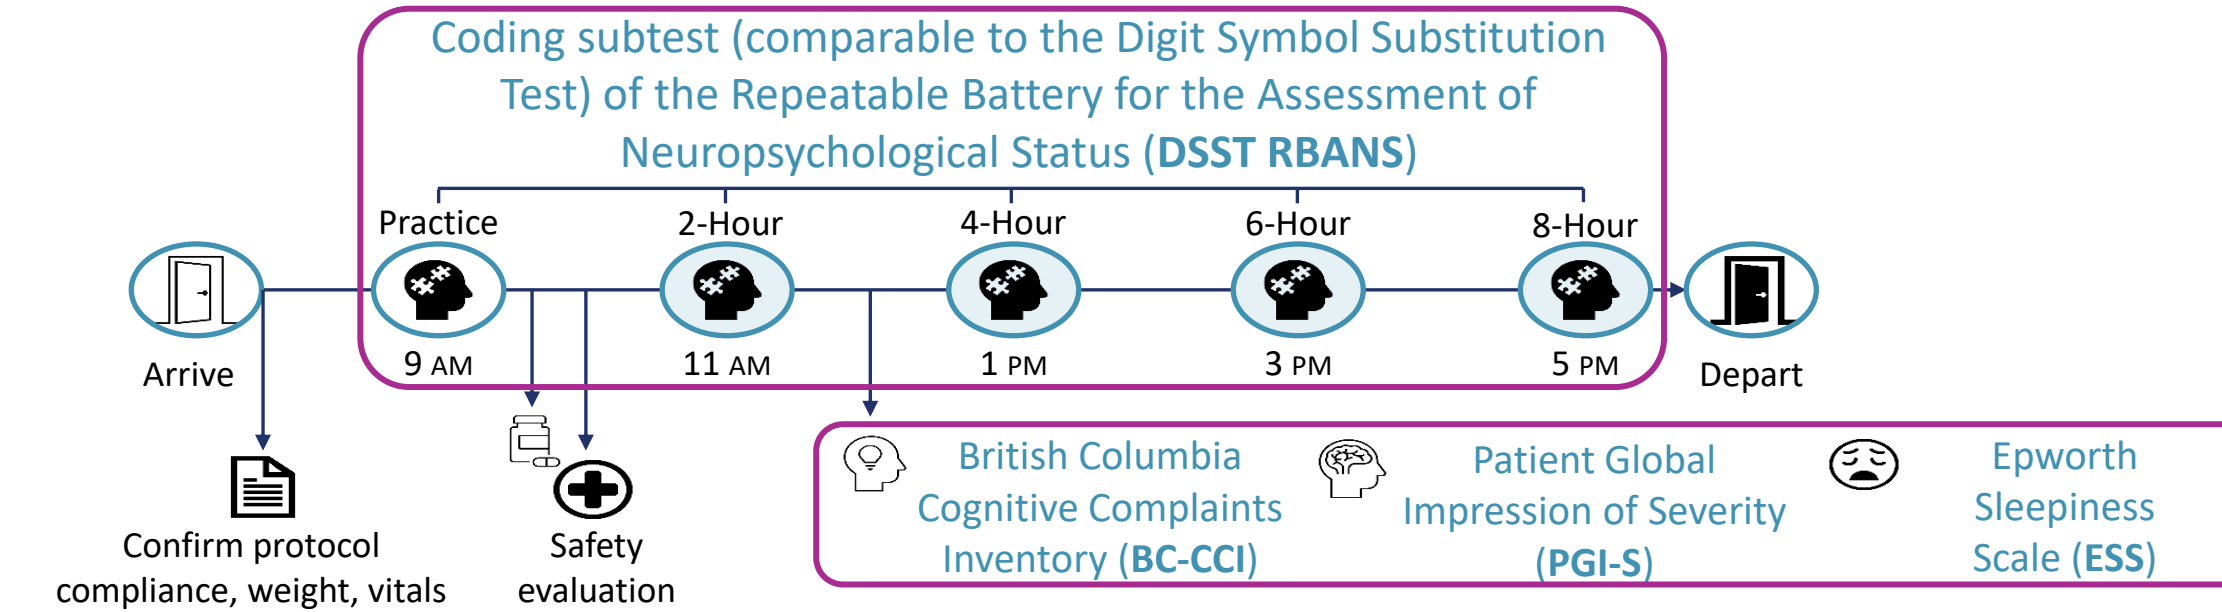 Coding subtest (comparable to the Digit Symbol Substitution
Test) of the Repeatable Battery for the Assessment of
Neuropsychological Status (DSST RBANS)
Practice
2-Hour
4-Hour
6-Hour
8-Hour
9 AM
11 AM
1 PM
3 PM
5 PM
Arrive
Depart
Confirm protocol
compliance, weight, vitals
Safety
evaluation
British Columbia
Cognitive Complaints
Inventory (BC-CCI)
Patient Global
Impression of Severity
(PGI-S)
Epworth
Sleepiness
Scale (ESS)